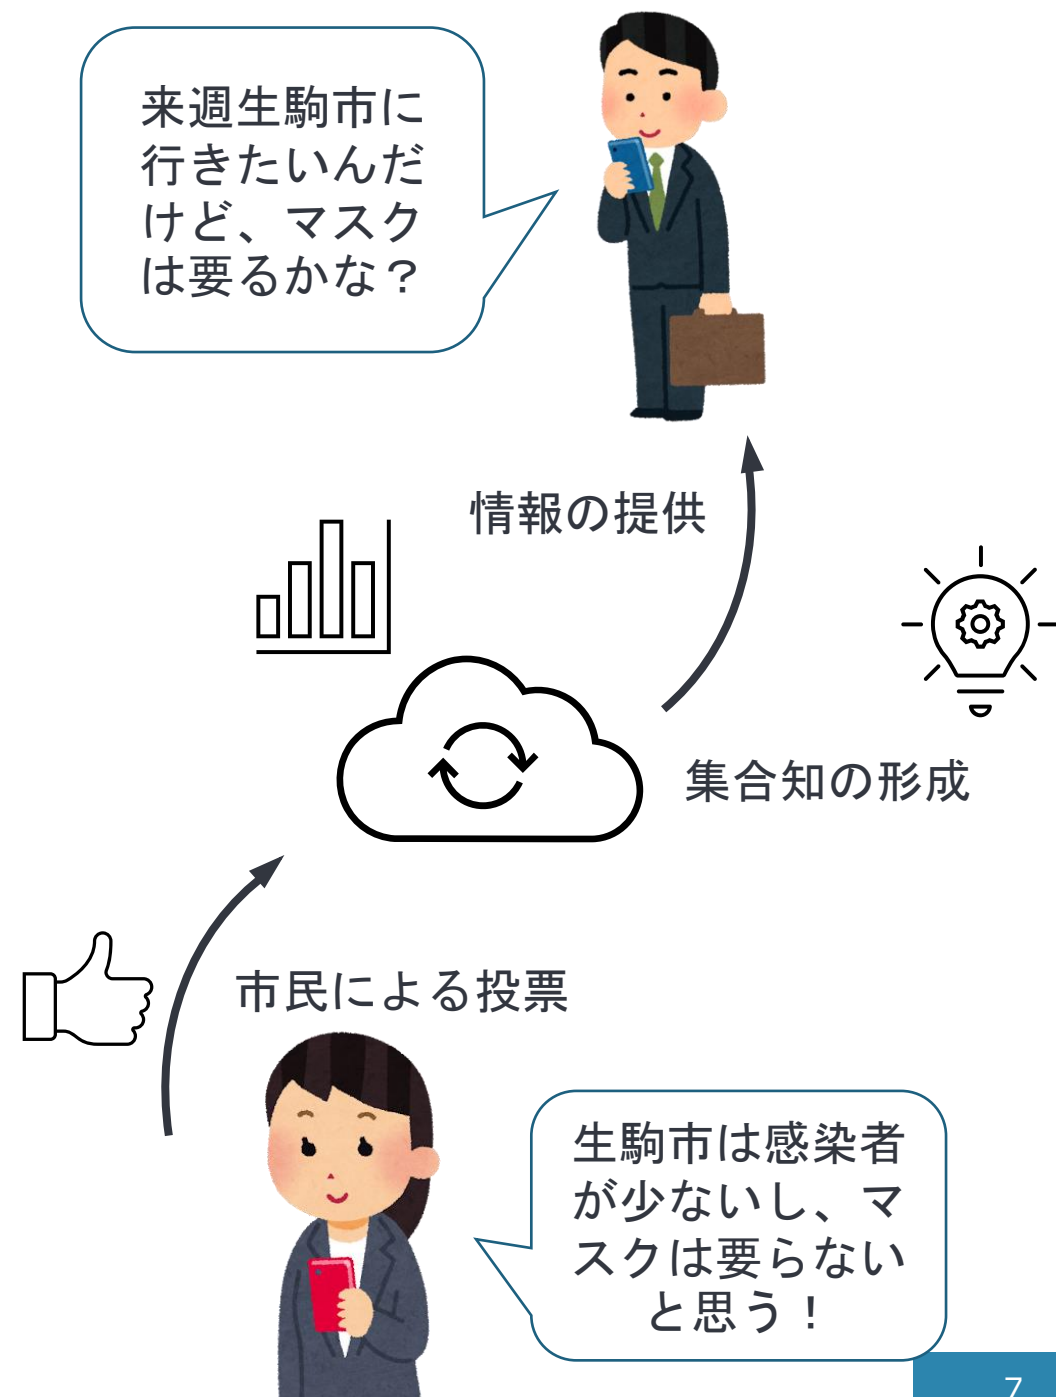 来週生駒市に
行きたいんだ
けど、マスク
は要るかな？
情報の提供
集合知の形成
市民による投票
生駒市は感染者
が少ないし、マ
スクは要らない
と思う！
7